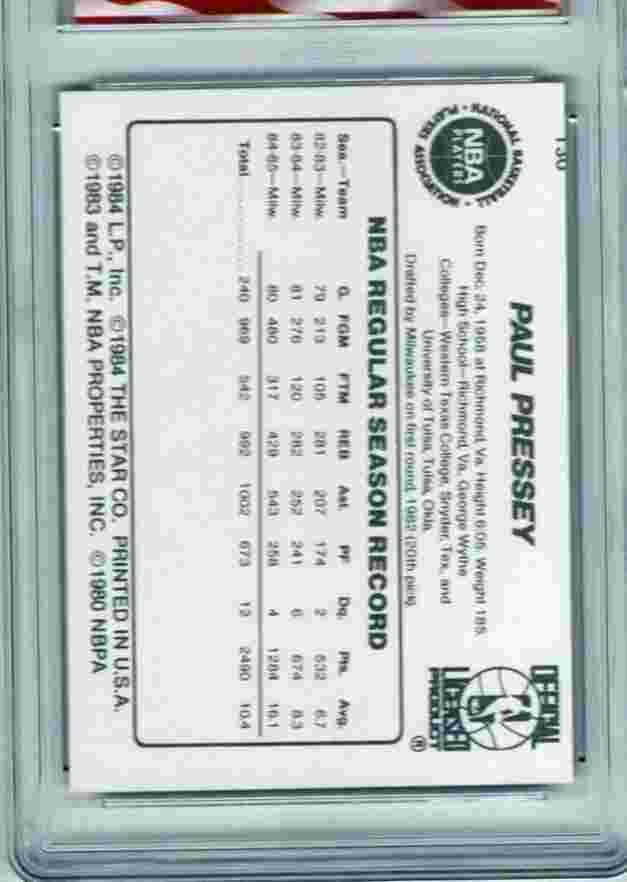 NATIONAL BASKETBALL
PLAYERS ASSOCIATION
NBA
PLAYERS
PAUL PRESSEY
Born Dec. 24, 1958 at Richmond, Va. Height 6:05. Weight 185.
High School—Richmond, Va. George Wythe
Colleges—Western Texas College, Snyder, Tex., and
University of Tulsa, Tulsa, Okla.
Drafted by Milwaukee on first round, 1982 (20th pick).
OFFICIAL
LICENSED
PRODUCT
®
NBA REGULAR SEASON RECORD
Sea.—Team G. FGM FTM REB Ast. PF Dq. Pts. Avg.
82-83—Milw. 79 213 105 281 207 174 2 532 6.7
83-84—Milw. 81 276 120 282 252 241 6 674 8.3
84-85—Milw. 80 480 317 429 543 258 4 1284 16.1
Total 240 969 542 992 1002 673 12 2490 10.4
©1984 L.P., Inc. ©1984 THE STAR CO. PRINTED IN U.S.A.
©1983 and T.M. NBA PROPERTIES, INC. ©1980 NBPA